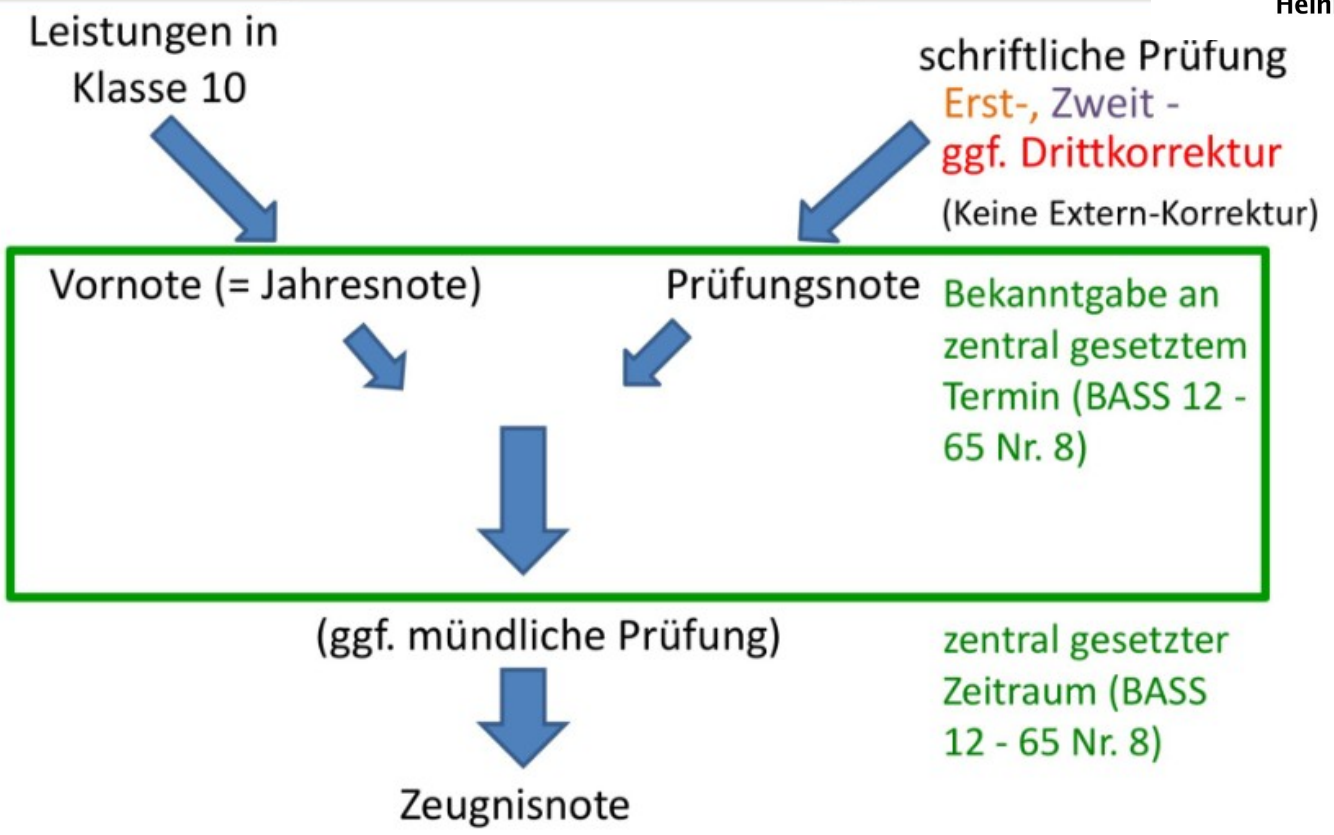 Leistungen in
Klasse 10
schriftliche Prüfung
Erst-, Zweit -
ggf. Drittkorrektur
(Keine Extern-Korrektur)
Vornote (= Jahresnote)
Prüfungsnote
Bekanntgabe an
zentral gesetztem
Termin (BASS 12 -
65 Nr. 8)
(ggf. mündliche Prüfung)
zentral gesetzter
Zeitraum (BASS
12 - 65 Nr. 8)
Zeugnisnote